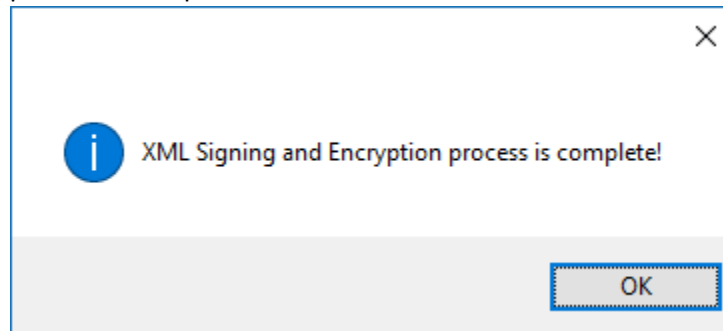 XML Signing and Encryption process is complete!
OK